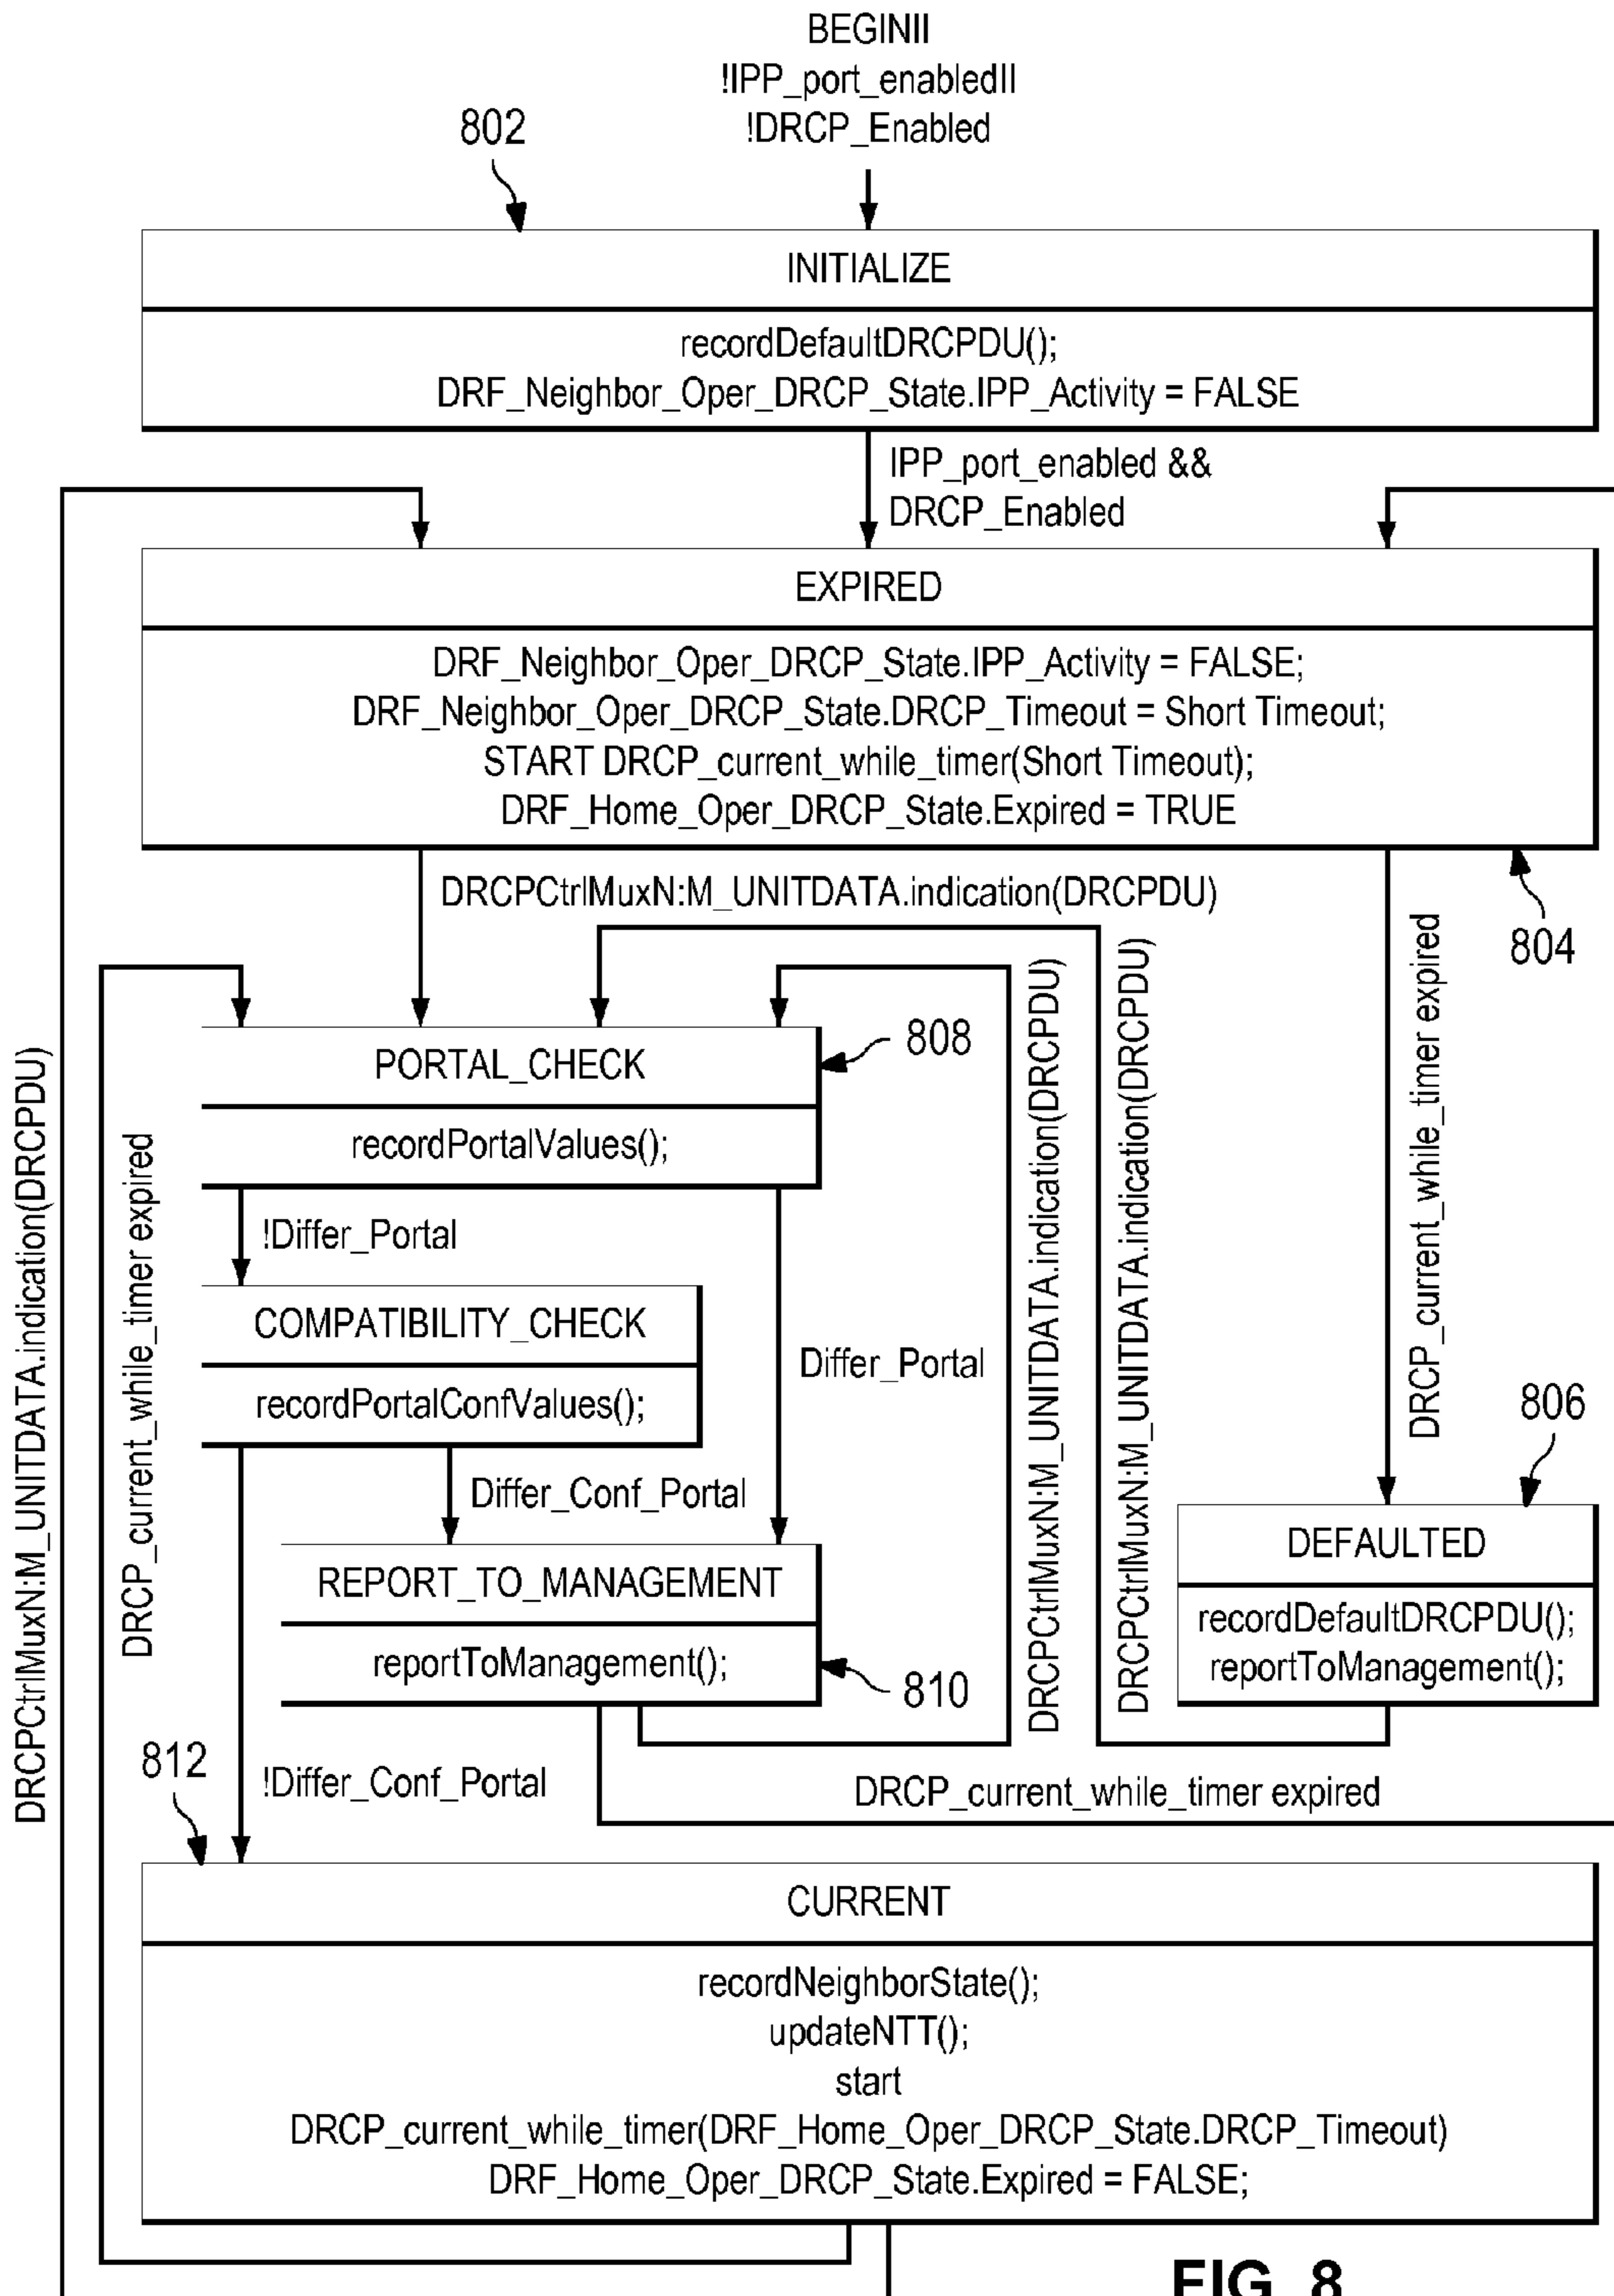 BEGINII
!IPP_port_enabledII
!DRCP_Enabled
802
INITIALIZE
recordDefaultDRCPDU();
DRF_Neighbor_Oper_DRCP_State.IPP_Activity = FALSE
IPP_port_enabled &&
DRCP_Enabled
EXPIRED
DRF_Neighbor_Oper_DRCP_State.IPP_Activity = FALSE;
DRF_Neighbor_Oper_DRCP_State.DRCP_Timeout = Short Timeout;
START DRCP_current_while_timer(Short Timeout);
DRF_Home_Oper_DRCP_State.Expired = TRUE
804
DRCPCtrlMuxN:M_UNITDATA.indication(DRCPDU)
DRCPCtrlMuxN:M_UNITDATA.indication(DRCPDU)
DRCP_current_while_timer expired
PORTAL_CHECK
808
recordPortalValues();
DRCPCtrlMuxN:M_UNITDATA.indication(DRCPDU)
DRCPCtrlMuxN:M_UNITDATA.indication(DRCPDU)
DRCP_current_while_timer expired
!Differ_Portal
Differ_Portal
COMPATIBILITY_CHECK
recordPortalConfValues();
Differ_Conf_Portal
806
DEFAULTED
recordDefaultDRCPDU();
reportToManagement();
REPORT_TO_MANAGEMENT
reportToManagement();
810
812
!Differ_Conf_Portal
DRCP_current_while_timer expired
CURRENT
recordNeighborState();
updateNTT();
start
DRCP_current_while_timer(DRF_Home_Oper_DRCP_State.DRCP_Timeout)
DRF_Home_Oper_DRCP_State.Expired = FALSE;
FIG. 8